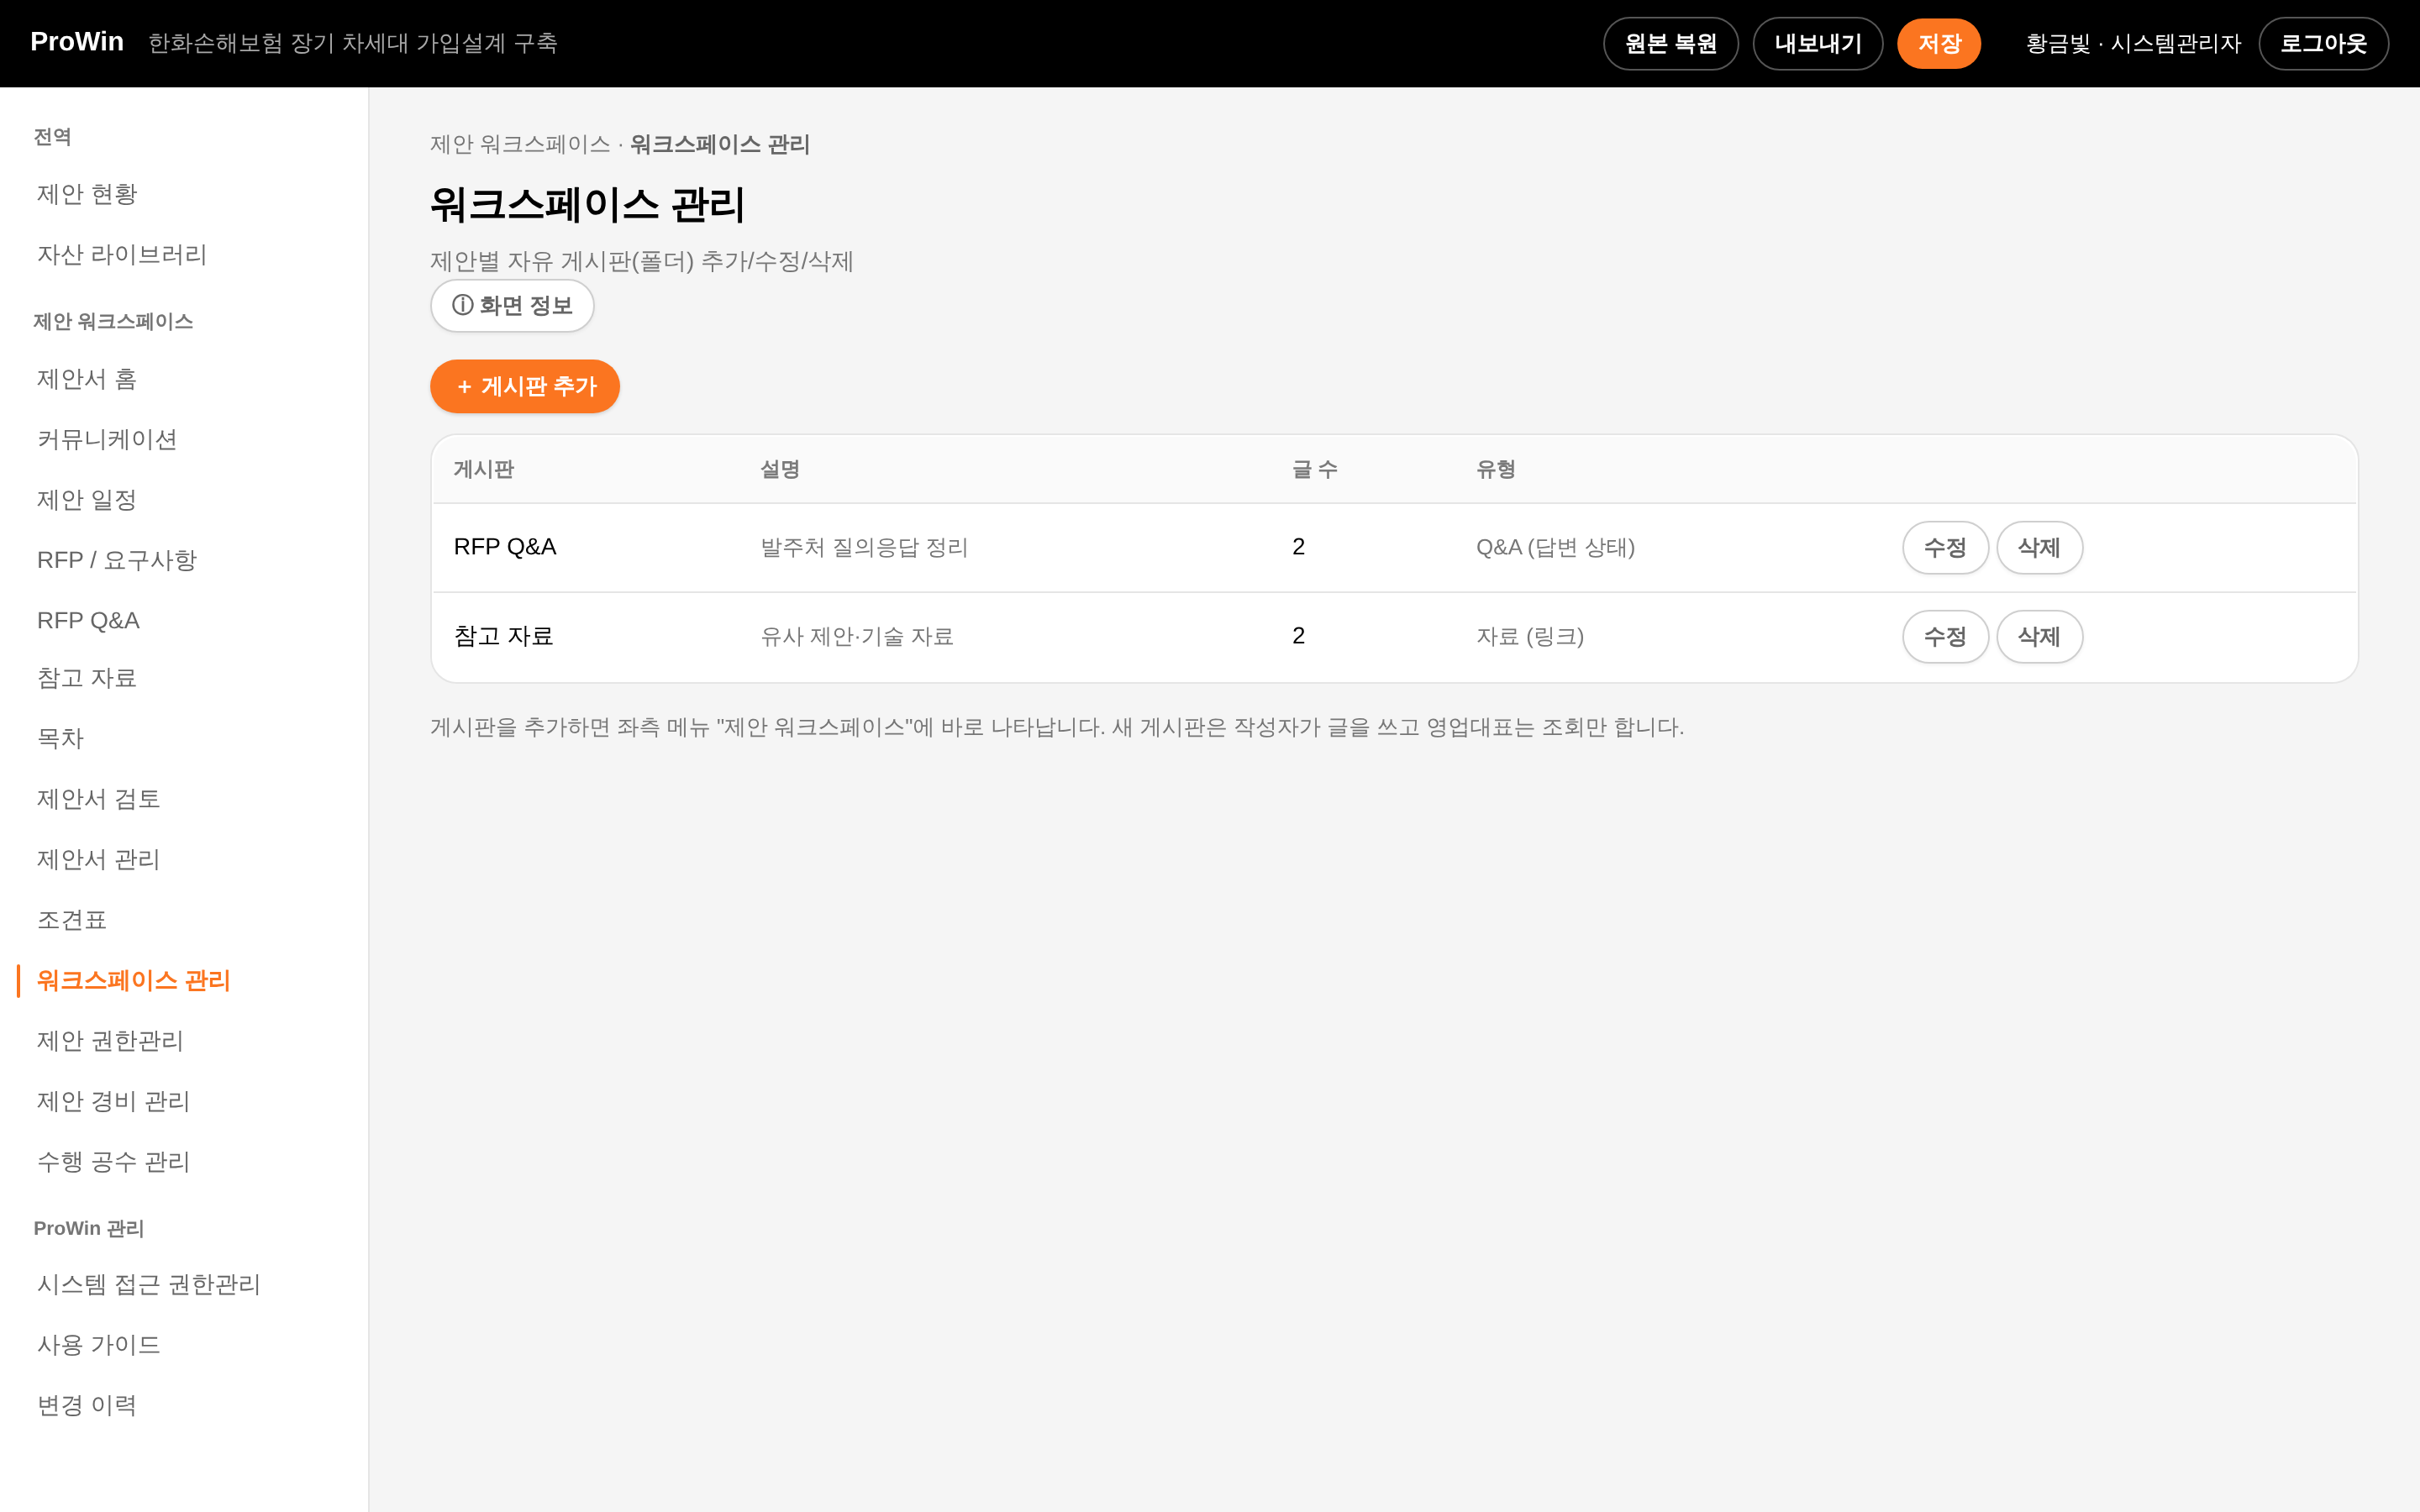 ProWin 한화손해보험 장기 차세대 가입설계 구축 원본 복원 내보내기 저장 황금빛 · 시스템관리자 로그아웃
전역
제안 현황
자산 라이브러리
제안 워크스페이스
제안서 홈
커뮤니케이션
제안 일정
RFP / 요구사항
RFP Q&A
참고 자료
목차
제안서 검토
제안서 관리
조견표
워크스페이스 관리
제안 권한관리
제안 경비 관리
수행 공수 관리
ProWin 관리
시스템 접근 권한관리
사용 가이드
변경 이력
제안 워크스페이스 · 워크스페이스 관리
워크스페이스 관리
제안별 자유 게시판(폴더) 추가/수정/삭제
ⓘ 화면 정보
+ 게시판 추가
게시판 설명 글 수 유형
RFP Q&A 발주처 질의응답 정리 2 Q&A (답변 상태) 수정 삭제
참고 자료 유사 제안·기술 자료 2 자료 (링크) 수정 삭제
게시판을 추가하면 좌측 메뉴 "제안 워크스페이스"에 바로 나타납니다. 새 게시판은 작성자가 글을 쓰고 영업대표는 조회만 합니다.